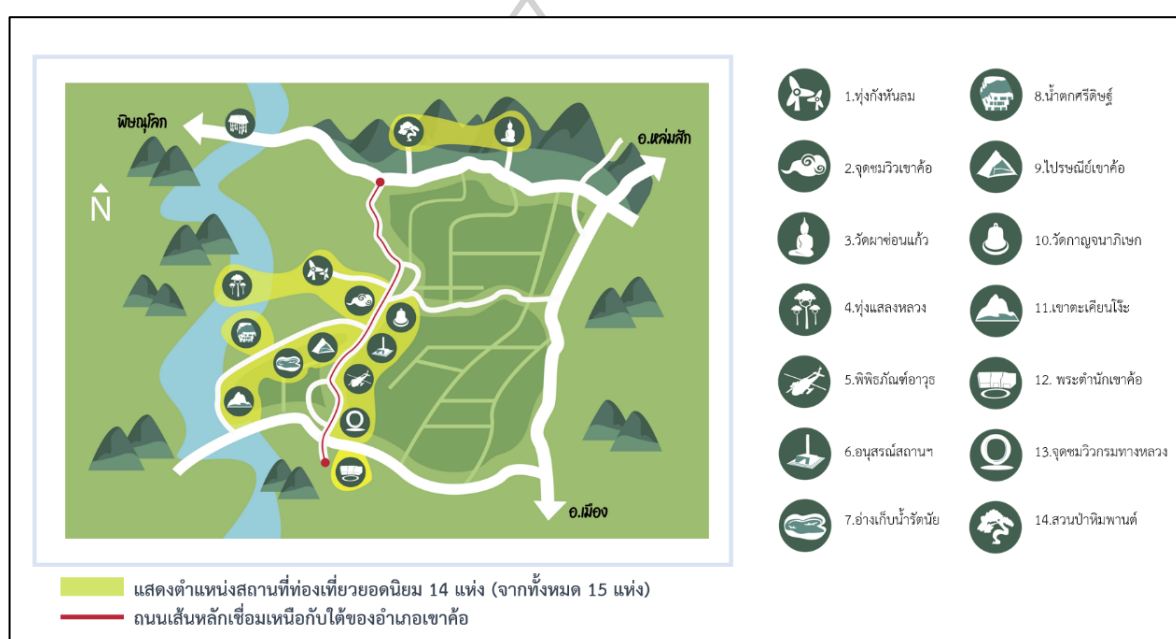 พิษณุโลก
อ.หล่มสัก
N
อ.เมือง
1.ทุ่งกังหันลม
2.จุดชมวิวเขาค้อ
3.วัดผาซ่อนแก้ว
4.ทุ่งแสลงหลวง
5.พิพิธภัณฑ์อาวุธ
6.อนุสรณ์สถานฯ
7.อ่างเก็บน้ำรัตนัย
8.น้ำตกศรีดิษฐ์
9.ไปรษณีย์เขาค้อ
10.วัดกาญจนาภิเษก
11.เขาตะเคียนโง๊ะ
12. พระตำนักเขาค้อ
13.จุดชมวิวกรมทางหลวง
14.สวนป่าหิมพานต์
แสดงตำแหน่งสถานที่ท่องเที่ยวยอดนิยม 14 แห่ง (จากทั้งหมด 15 แห่ง)
ถนนเส้นหลักเชื่อมเหนือกับใต้ของอำเภอเขาค้อ